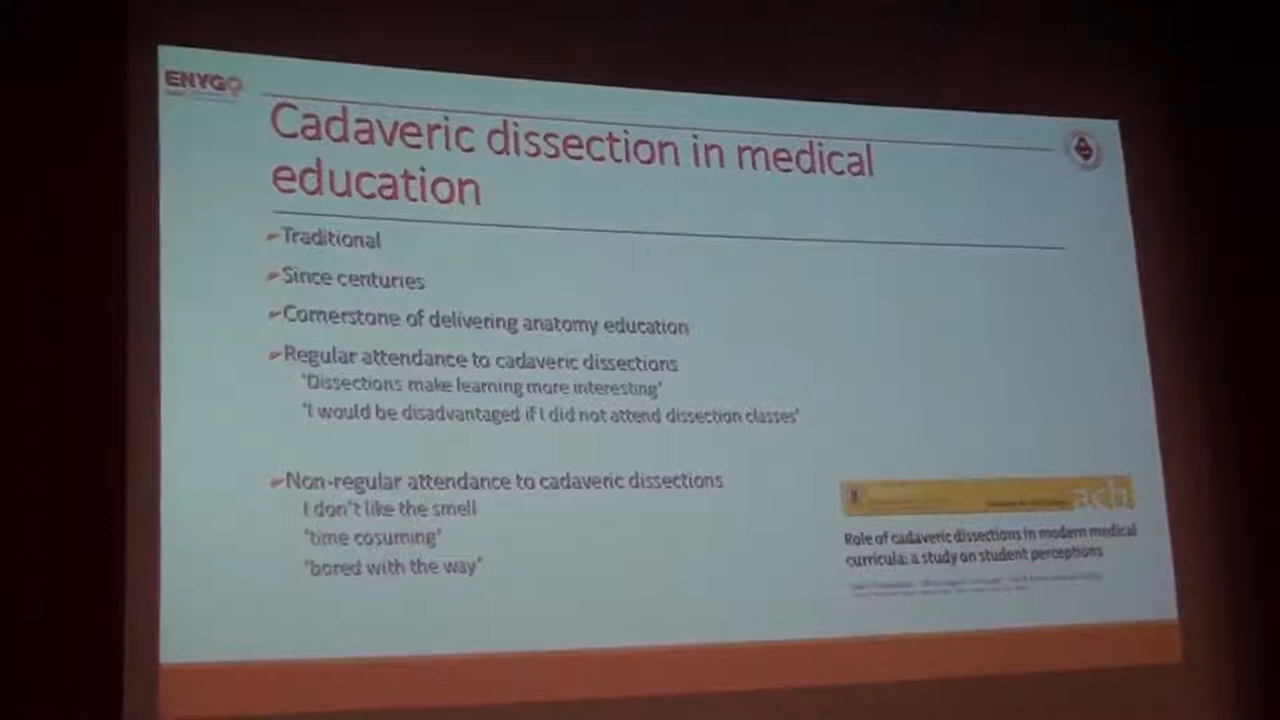 ENYGO
Cadaveric dissection in medical
education
Traditional
Since centuries
Cornerstone of delivering anatomy education
Regular attendance to cadaveric dissections
'Dissections make learning more interesting'
'I would be disadvantaged if I did not attend dissection classes'
Non-regular attendance to cadaveric dissections
I don't like the smell
'time cosuming'
'bored with the way'
acb
Role of cadaveric dissections in modern medical
curricula: a study on student perceptions